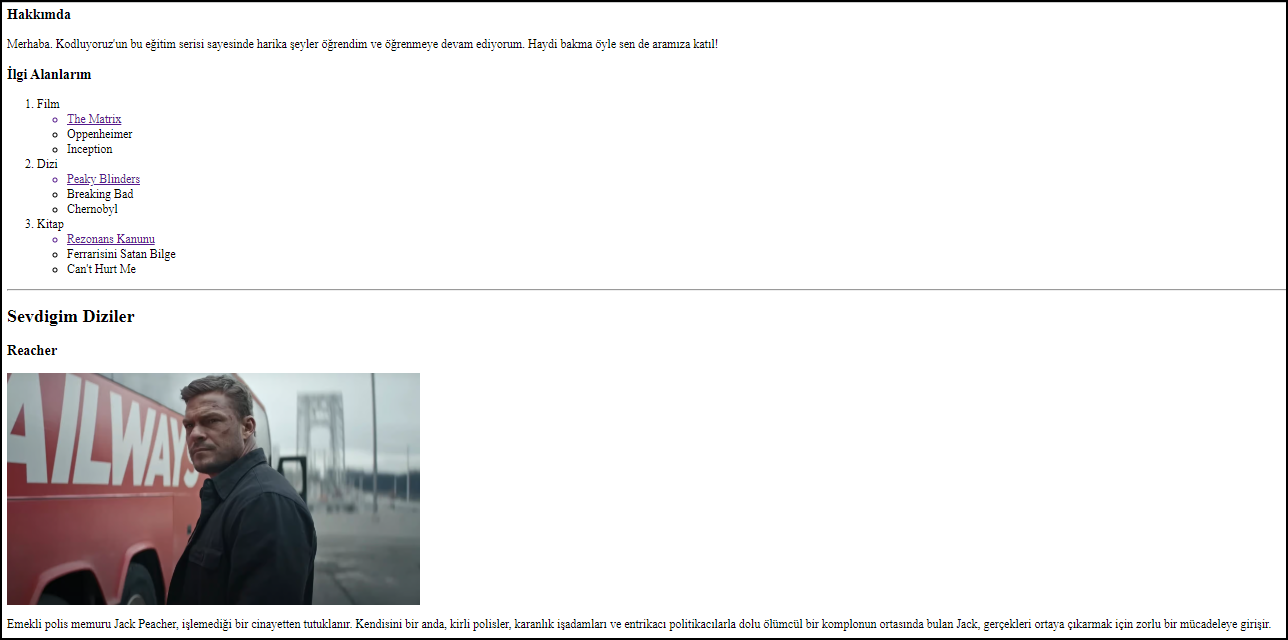 Hakkımda
Merhaba. Kodluyoruz'un bu eğitim serisi sayesinde harika şeyler öğrendim ve öğrenmeye devam ediyorum. Haydi bakma öyle sen de aramıza katıl!
İlgi Alanlarım
1. Film
The Matrix
Oppenheimer
Inception
2. Dizi
Peaky Blinders
Breaking Bad
Chernobyl
3. Kitap
Rezonans Kanunu
Ferrarisini Satan Bilge
Can't Hurt Me
Sevdigim Diziler
Reacher
AILWAYS
Emekli polis memuru Jack Peacher, işlemediği bir cinayetten tutuklanır. Kendisini bir anda, kirli polisler, karanlık işadamları ve entrikacı politikacılarla dolu ölümcül bir komplonun ortasında bulan Jack, gerçekleri ortaya çıkarmak için zorlu bir mücadeleye girişir.